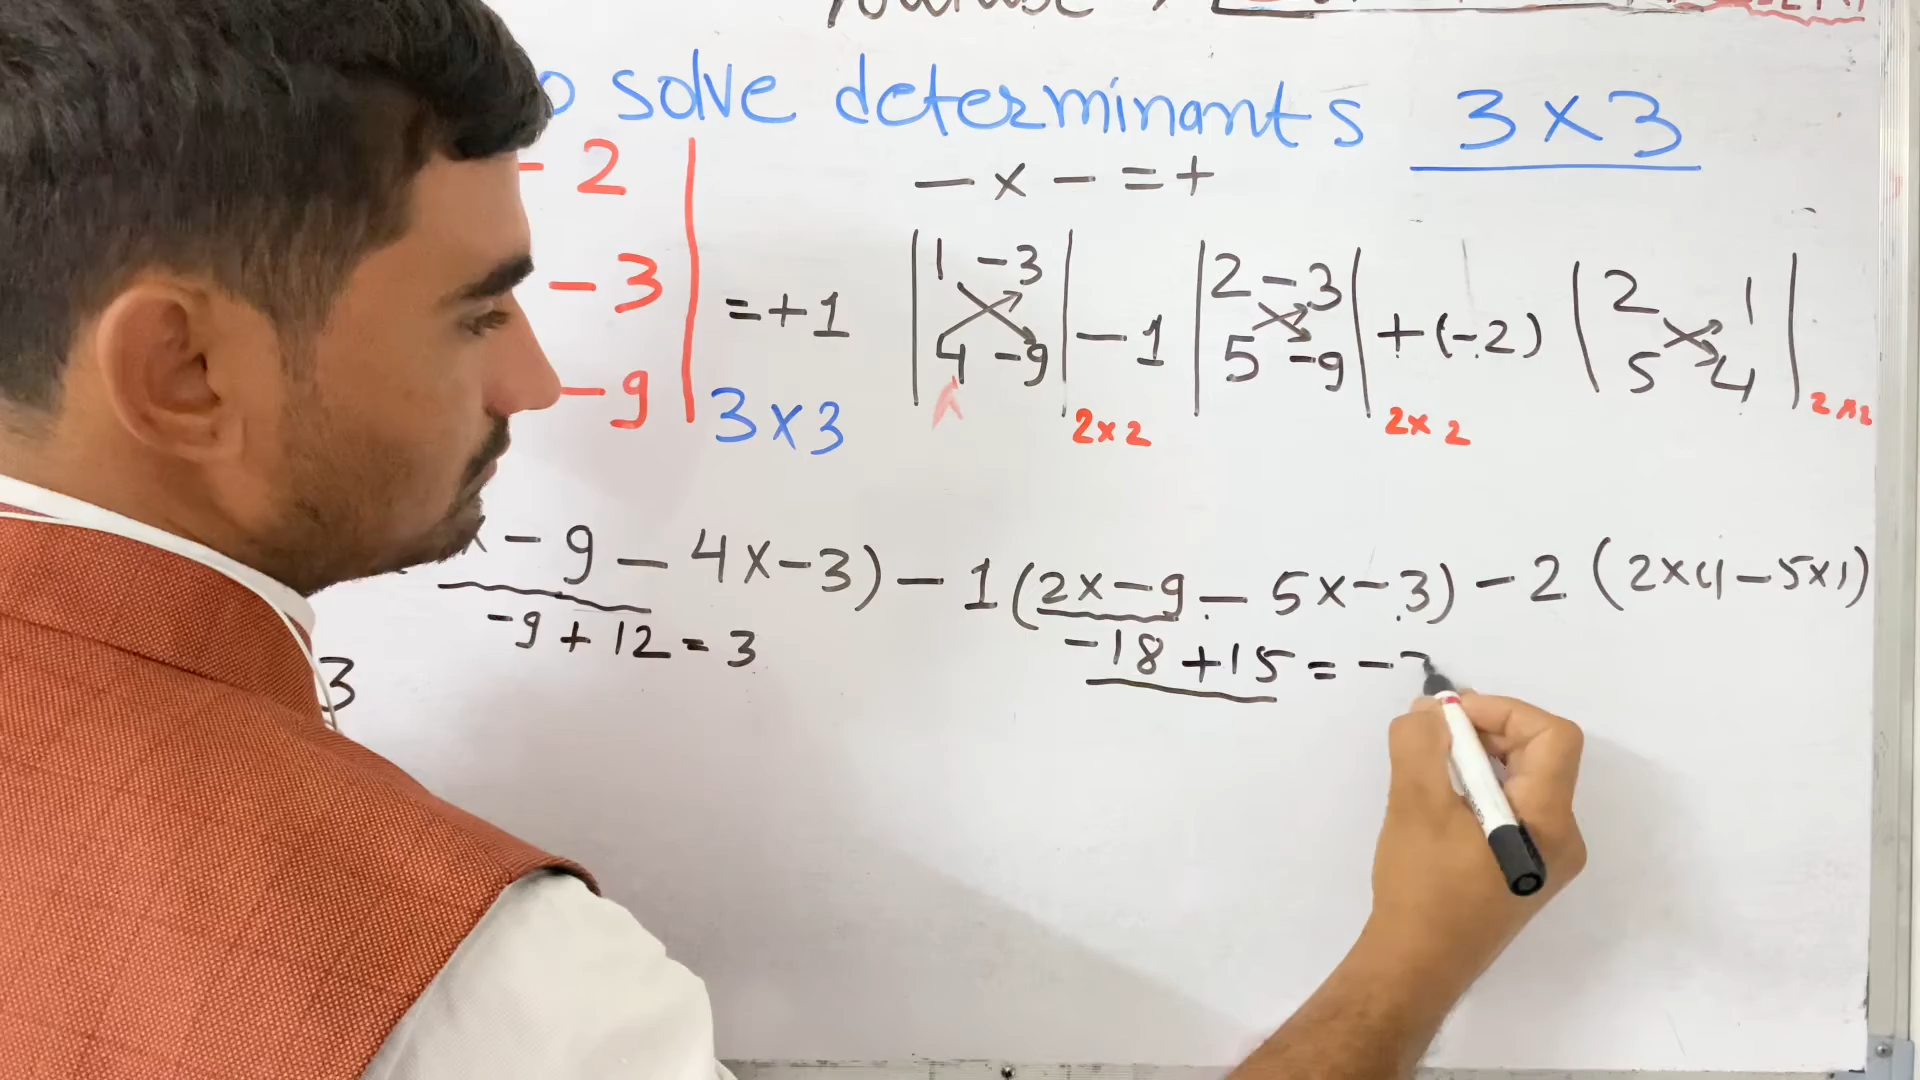 solve determinants 3x3
- 2 - x - = +
- 3 = +1 | 1 -3 | - 1 | 2 -3 | + (-2) | 2 1 |
4 -9 5 -9 5 4
- 9 3x3 2x2 2x2 2x2
- 9 - 4x-3) - 1 (2x-9 - 5x-3) - 2 (2x4-5x1)
-9 + 12 = 3 -18 +15 = -
3